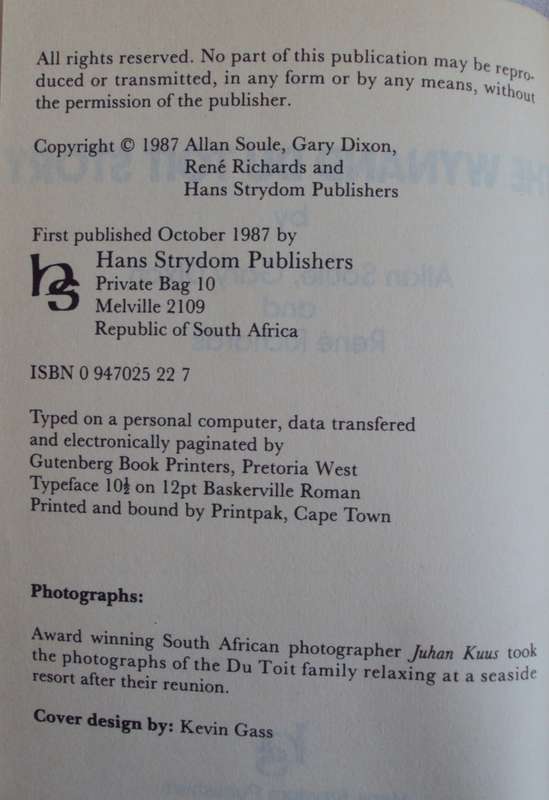 All rights reserved. No part of this publication may be repro-
duced or transmitted, in any form or by any means, without
the permission of the publisher.
Copyright © 1987 Allan Soule, Gary Dixon,
René Richards and
Hans Strydom Publishers
First published October 1987 by
hs
Hans Strydom Publishers
Private Bag 10
Melville 2109
Republic of South Africa
ISBN 0 947025 22 7
Typed on a personal computer, data transfered
and electronically paginated by
Gutenberg Book Printers, Pretoria West
Typeface 10½ on 12pt Baskerville Roman
Printed and bound by Printpak, Cape Town
Photographs:
Award winning South African photographer Juhan Kuus took
the photographs of the Du Toit family relaxing at a seaside
resort after their reunion.
Cover design by: Kevin Gass